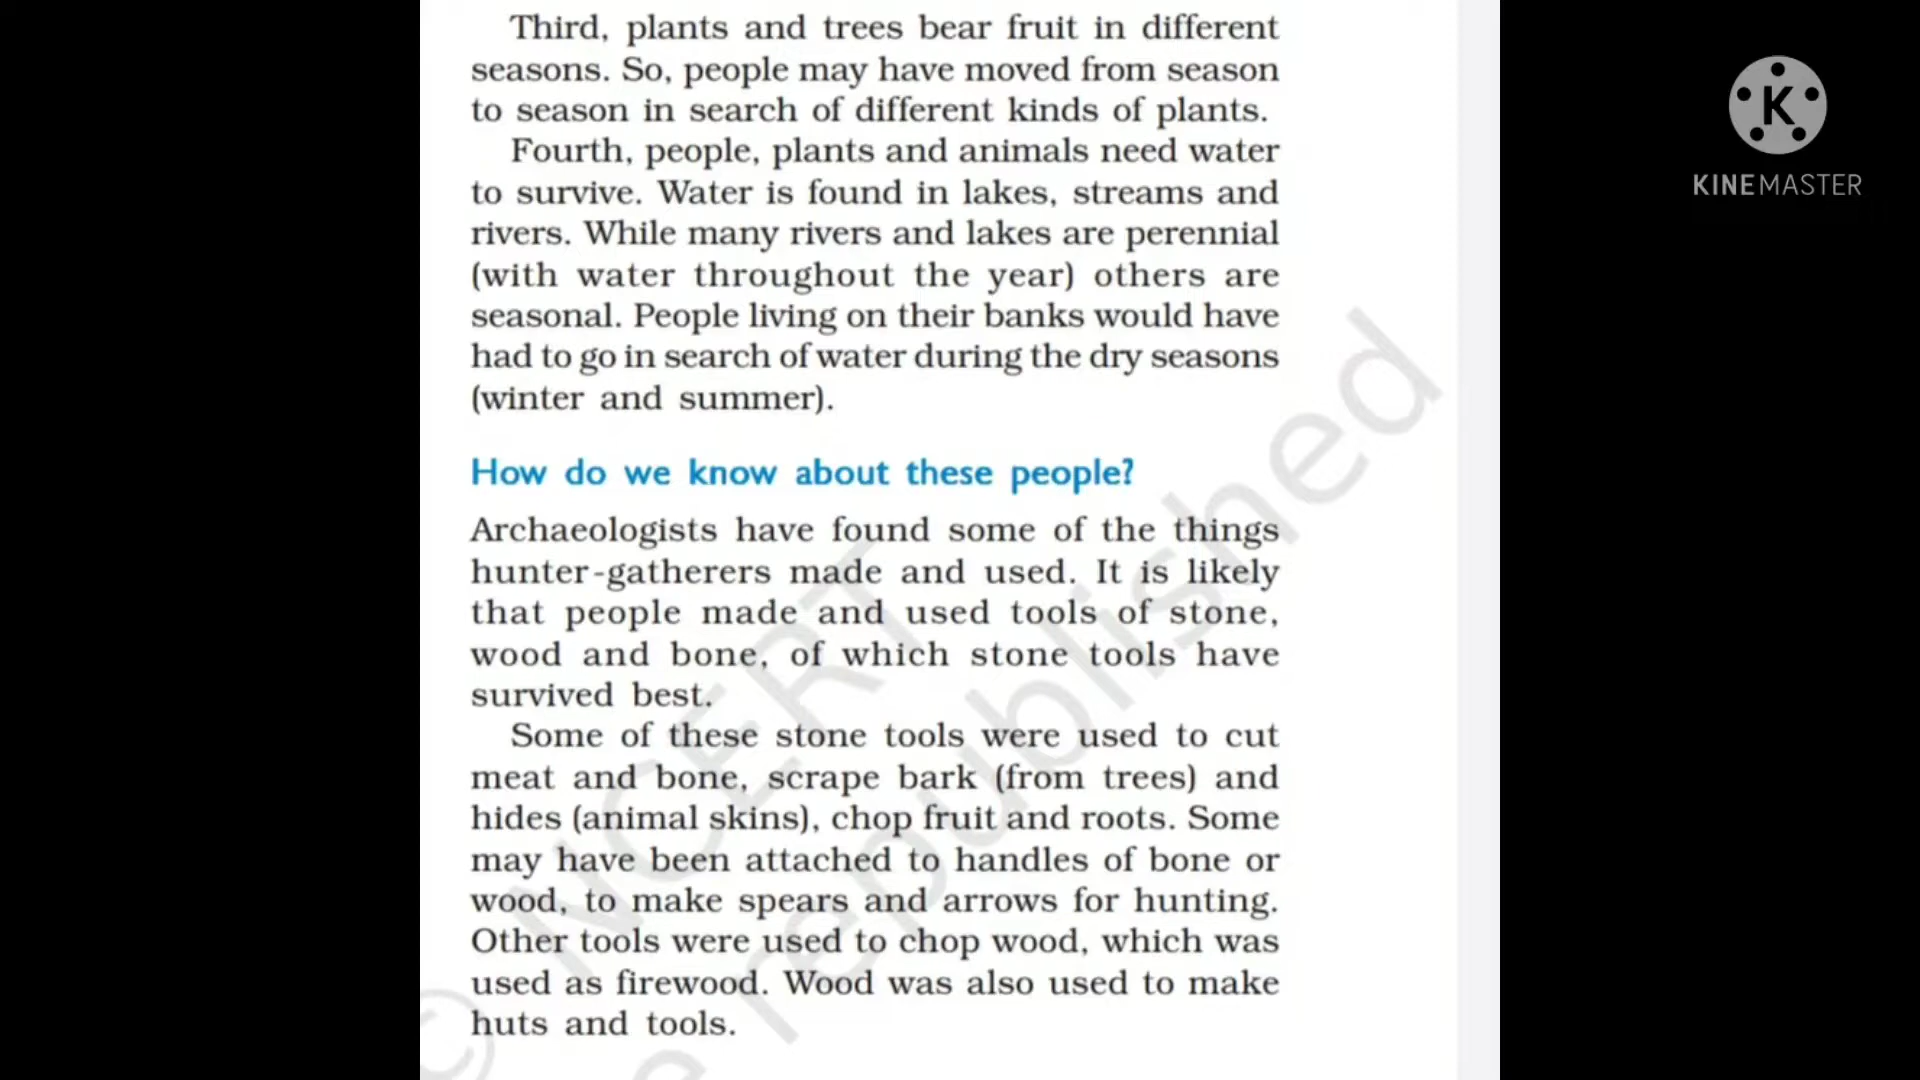 Third, plants and trees bear fruit in different
seasons. So, people may have moved from season
to season in search of different kinds of plants.
Fourth, people, plants and animals need water
to survive. Water is found in lakes, streams and
rivers. While many rivers and lakes are perennial
(with water throughout the year) others are
seasonal. People living on their banks would have
had to go in search of water during the dry seasons
(winter and summer).
How do we know about these people?
Archaeologists have found some of the things
hunter-gatherers made and used. It is likely
that people made and used tools of stone,
wood and bone, of which stone tools have
survived best.
Some of these stone tools were used to cut
meat and bone, scrape bark (from trees) and
hides (animal skins), chop fruit and roots. Some
may have been attached to handles of bone or
wood, to make spears and arrows for hunting.
Other tools were used to chop wood, which was
used as firewood. Wood was also used to make
huts and tools.
© NCERT
e republished
K
KINEMASTER